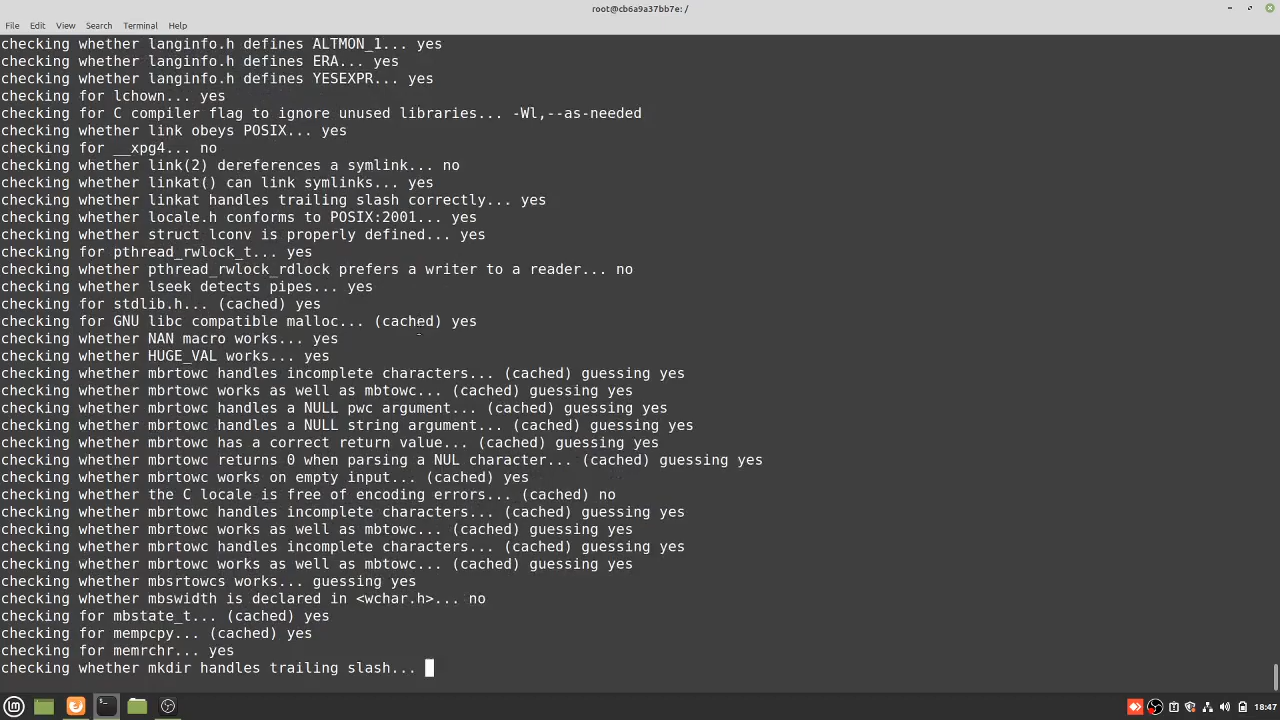 root@cb6a9a37bb7e: /
File Edit View Search Terminal Help
checking whether langinfo.h defines ALTMON_1... yes
checking whether langinfo.h defines ERA... yes
checking whether langinfo.h defines YESEXPR... yes
checking for lchown... yes
checking for C compiler flag to ignore unused libraries... -Wl,--as-needed
checking whether link obeys POSIX... yes
checking for __xpg4... no
checking whether link(2) dereferences a symlink... no
checking whether linkat() can link symlinks... yes
checking whether linkat handles trailing slash correctly... yes
checking whether locale.h conforms to POSIX:2001... yes
checking whether struct lconv is properly defined... yes
checking for pthread_rwlock_t... yes
checking whether pthread_rwlock_rdlock prefers a writer to a reader... no
checking whether lseek detects pipes... yes
checking for stdlib.h... (cached) yes
checking for GNU libc compatible malloc... (cached) yes
checking whether NAN macro works... yes
checking whether HUGE_VAL works... yes
checking whether mbrtowc handles incomplete characters... (cached) guessing yes
checking whether mbrtowc works as well as mbtowc... (cached) guessing yes
checking whether mbrtowc handles a NULL pwc argument... (cached) guessing yes
checking whether mbrtowc handles a NULL string argument... (cached) guessing yes
checking whether mbrtowc has a correct return value... (cached) guessing yes
checking whether mbrtowc returns 0 when parsing a NUL character... (cached) guessing yes
checking whether mbrtowc works on empty input... (cached) yes
checking whether the C locale is free of encoding errors... (cached) no
checking whether mbrtowc handles incomplete characters... (cached) guessing yes
checking whether mbrtowc works as well as mbtowc... (cached) guessing yes
checking whether mbrtowc handles incomplete characters... (cached) guessing yes
checking whether mbrtowc works as well as mbtowc... (cached) guessing yes
checking whether mbsrtowcs works... guessing yes
checking whether mbswidth is declared in <wchar.h>... no
checking for mbstate_t... (cached) yes
checking for mempcpy... (cached) yes
checking for memrchr... yes
checking whether mkdir handles trailing slash...
18:47